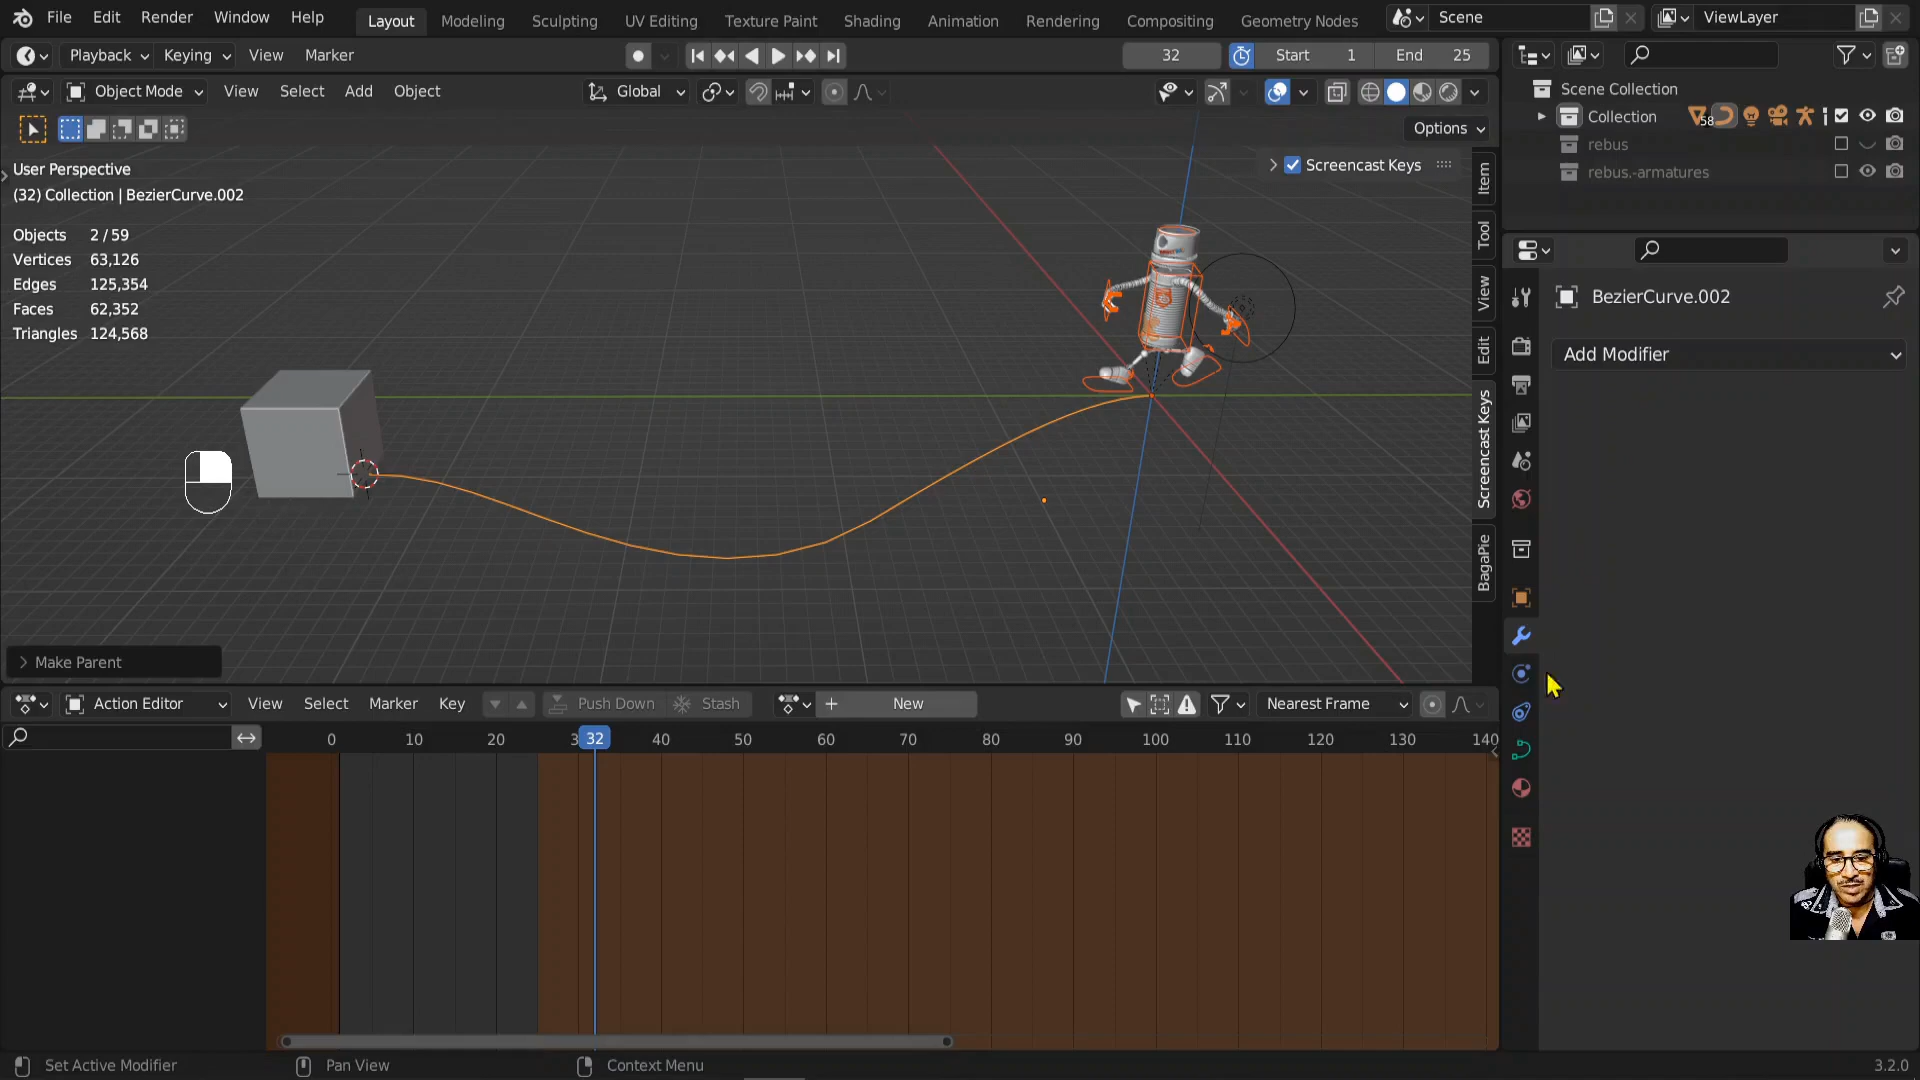 File Edit Render Window Help Layout Modeling Sculpting UV Editing Texture Paint Shading Animation Rendering Compositing Geometry Nodes Scene ViewLayer
Playback Keying View Marker 32 Start 1 End 25
Object Mode View Select Add Object Global
Scene Collection
Collection 58
rebus
rebus.-armatures
Options
User Perspective
(32) Collection | BezierCurve.002
Screencast Keys
Objects 2 / 59
Vertices 63,126
Edges 125,354
Faces 62,352
Triangles 124,568
Item
Tool
View
Edit
Screencast Keys
BagaPie
BezierCurve.002
Add Modifier
Make Parent
Action Editor View Select Marker Key Push Down Stash New Nearest Frame
0 10 20 3 32 40 50 60 70 80 90 100 110 120 130 140
Set Active Modifier Pan View Context Menu 3.2.0